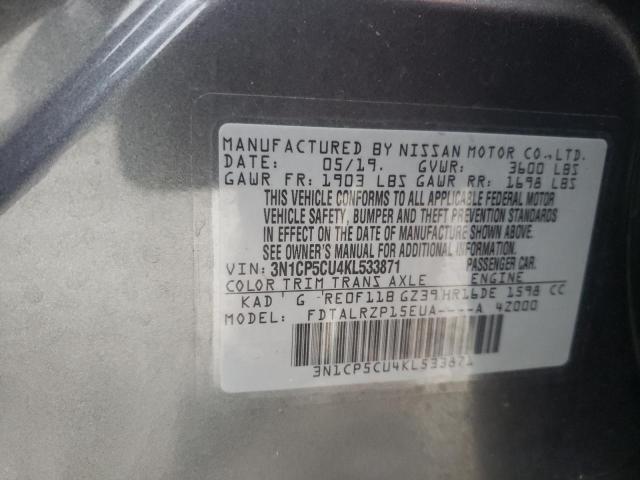 MANUFACTURED BY NISSAN MOTOR CO.,LTD.
DATE: 05/19. GVWR: 3600 LBS
GAWR FR: 1903 LBS GAWR RR: 1698 LBS
THIS VEHICLE CONFORMS TO ALL APPLICABLE FEDERAL MOTOR
VEHICLE SAFETY, BUMPER AND THEFT PREVENTION STANDARDS
IN EFFECT ON THE DATE OF MANUFACTURE SHOWN ABOVE.
SEE OWNER'S MANUAL FOR ADDITIONAL INFORMATION.
VIN: 3N1CP5CU4KL533871 PASSENGER CAR.
COLOR TRIM TRANS AXLE ENGINE
KAD G RE0F11B GZ39 HR16DE 1598 CC
MODEL: FDTALRZP15EUA----A 42000
3N1CP5CU4KL533871